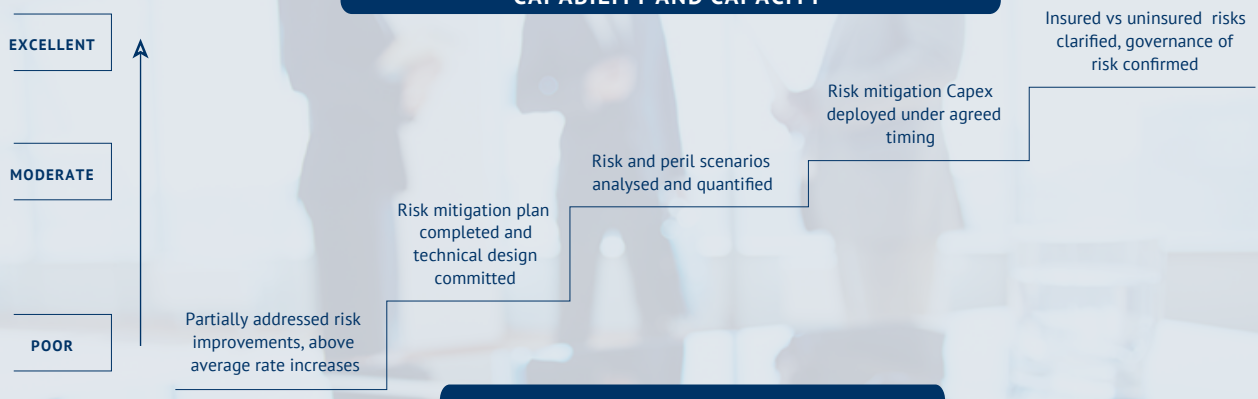 CAPABILITY AND CAPACITY
EXCELLENT
MODERATE
POOR
Partially addressed risk
improvements, above
average rate increases
Risk mitigation plan
completed and
technical design
committed
Risk and peril scenarios
analysed and quantified
Risk mitigation Capex
deployed under agreed
timing
Insured vs uninsured risks
clarified, governance of
risk confirmed